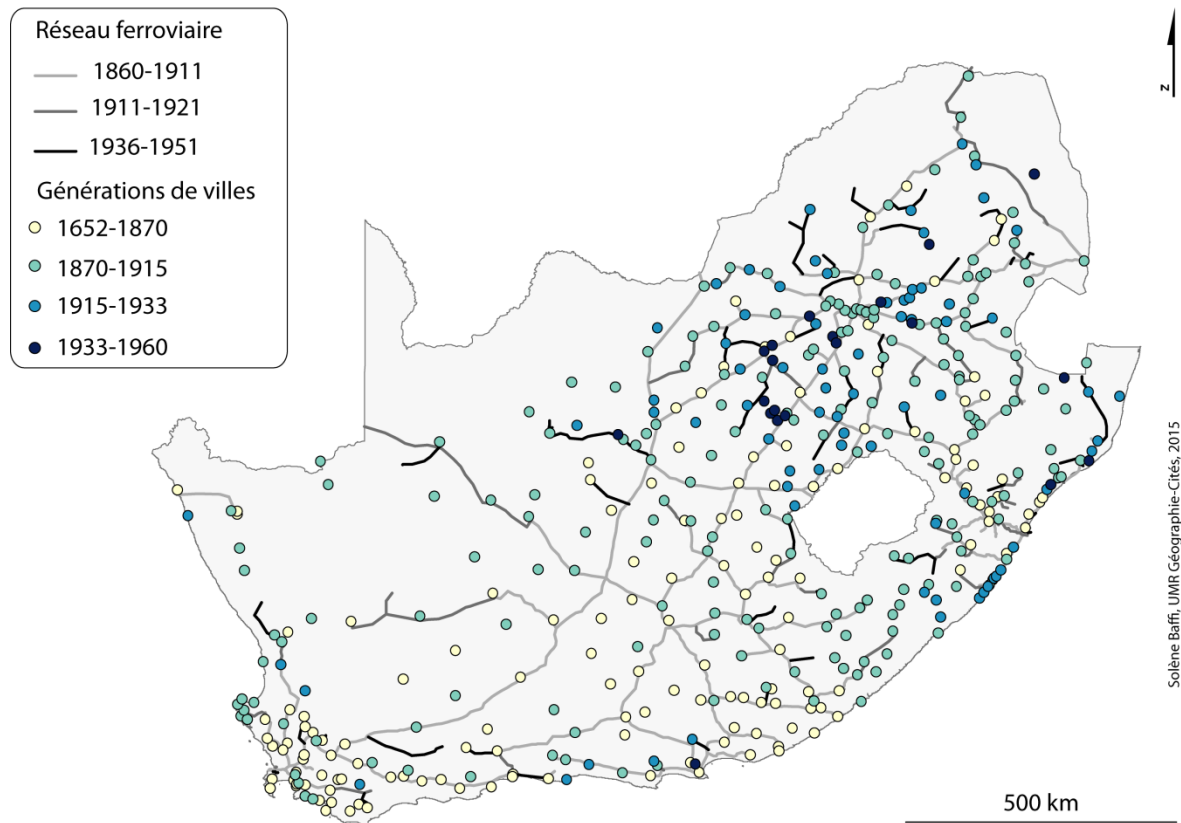 Réseau ferroviaire
1860-1911
1911-1921
1936-1951
Générations de villes
1652-1870
1870-1915
1915-1933
1933-1960
N
Solène Baffi, UMR Géographie-Cités, 2015
500 km